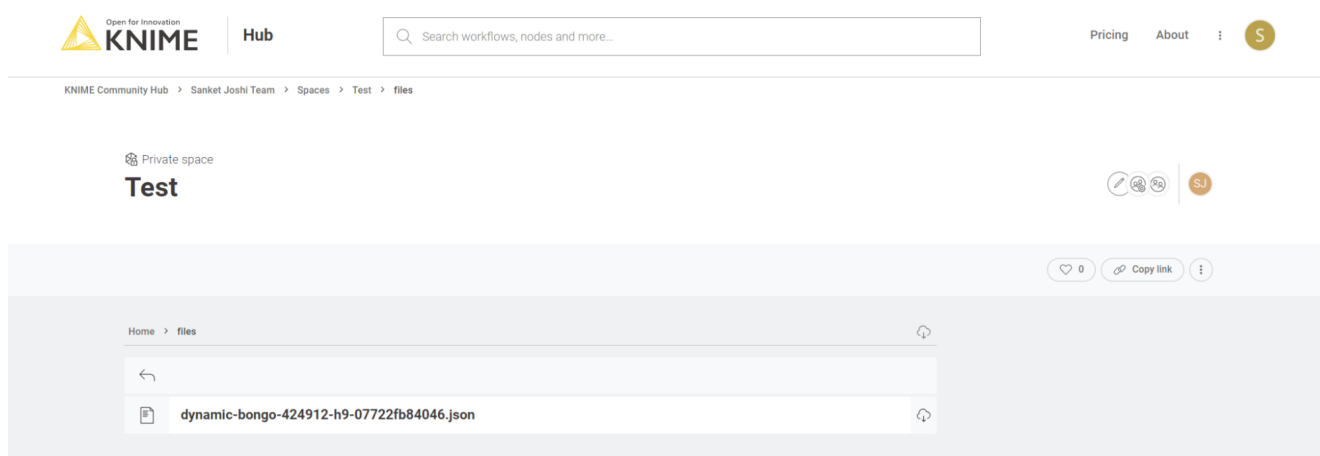 Open for Innovation
KNIME
Hub
Search workflows, nodes and more...
Pricing About S
KNIME Community Hub > Sanket Joshi Team > Spaces > Test > files
Private space
Test
SJ
0 Copy link
Home > files
dynamic-bongo-424912-h9-07722fb84046.json